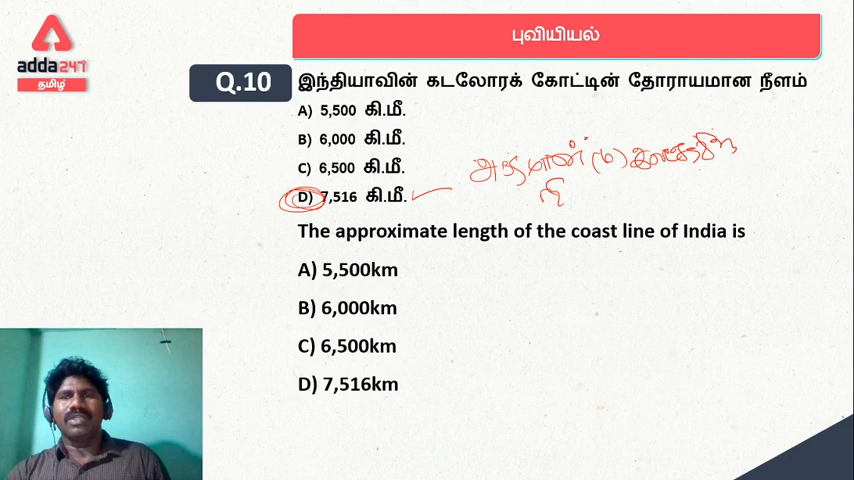 புவியியல்
adda247
தமிழ்
Q.10 இந்தியாவின் கடலோரக் கோட்டின் தோராயமான நீளம்
A) 5,500 கி.மீ.
B) 6,000 கி.மீ.
C) 6,500 கி.மீ.
D) 7,516 கி.மீ.
The approximate length of the coast line of India is
A) 5,500km
B) 6,000km
C) 6,500km
D) 7,516km